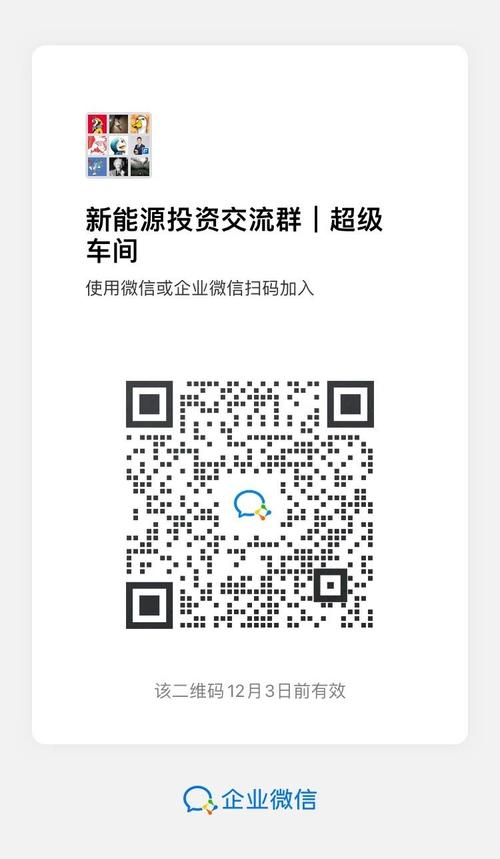 新能源投资交流群｜超级
车间
使用微信或企业微信扫码加入
该二维码12月3日前有效
企业微信